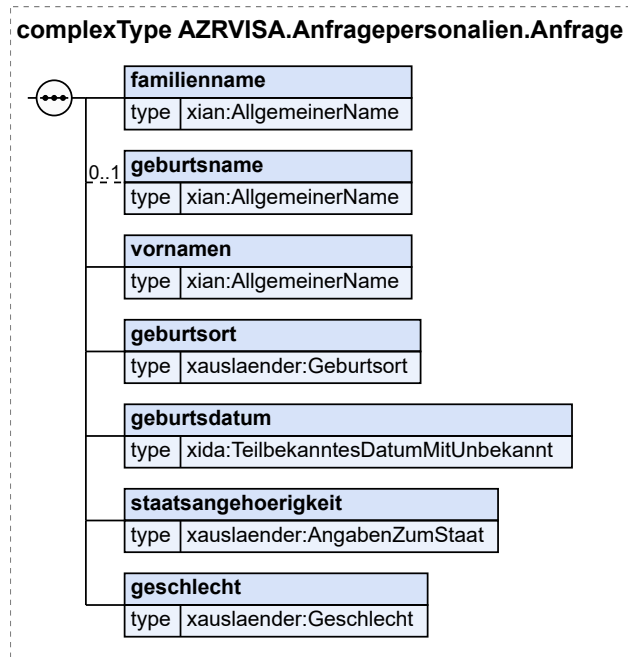 complexType AZRVISA.Anfragepersonalien.Anfrage
familienname
type xian:AllgemeinerName
0..1
geburtsname
type xian:AllgemeinerName
vornamen
type xian:AllgemeinerName
geburtsort
type xauslaender:Geburtsort
geburtsdatum
type xida:TeilbekanntesDatumMitUnbekannt
staatsangehoerigkeit
type xauslaender:AngabenZumStaat
geschlecht
type xauslaender:Geschlecht